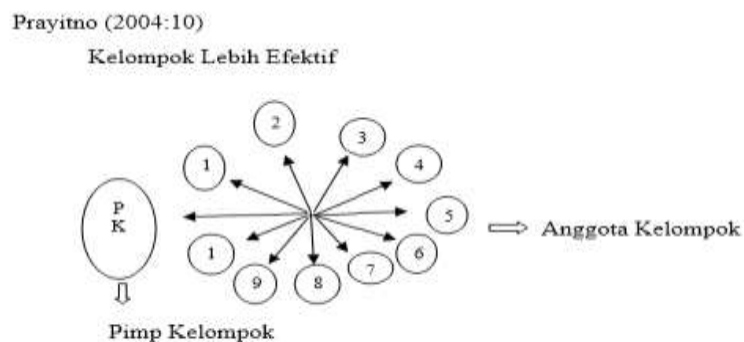 Prayitno (2004:10)
Kelompok Lebih Efektif
2
3
1
4
P
K
5
Anggota Kelompok
1
6
7
9
8
Pimp Kelompok